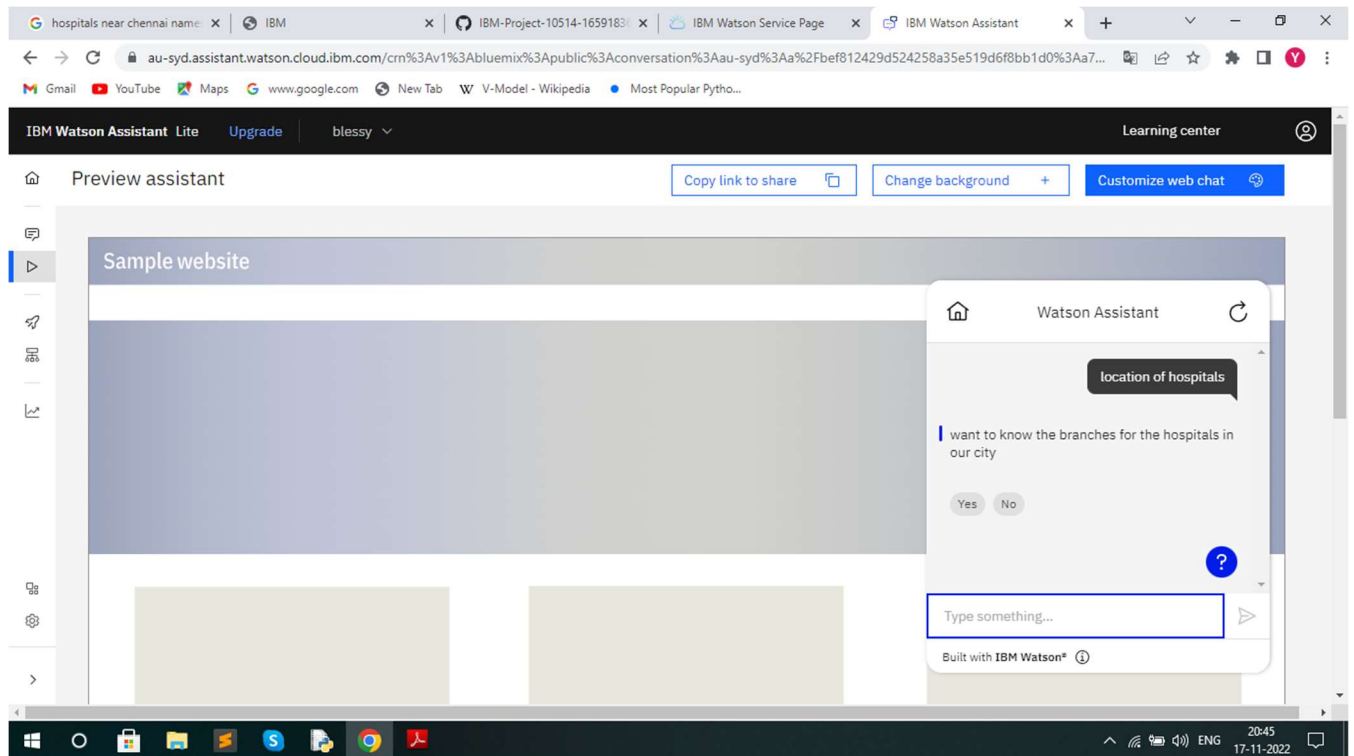 hospitals near chennai name
IBM
IBM-Project-10514-1659183
IBM Watson Service Page
IBM Watson Assistant
au-syd.assistant.watson.cloud.ibm.com/crn%3Av1%3Abluemix%3Apublic%3Aconversation%3Aau-syd%3Aa%2Fbef812429d524258a35e519d6f8bb1d0%3Aa7...
Y
Gmail YouTube Maps www.google.com New Tab V-Model - Wikipedia Most Popular Pytho...
IBM Watson Assistant Lite Upgrade blessy Learning center
Preview assistant Copy link to share Change background + Customize web chat
Sample website
Watson Assistant
location of hospitals
want to know the branches for the hospitals in
our city
Yes No
?
Type something...
Built with IBM Watson®
ENG 20:45
17-11-2022